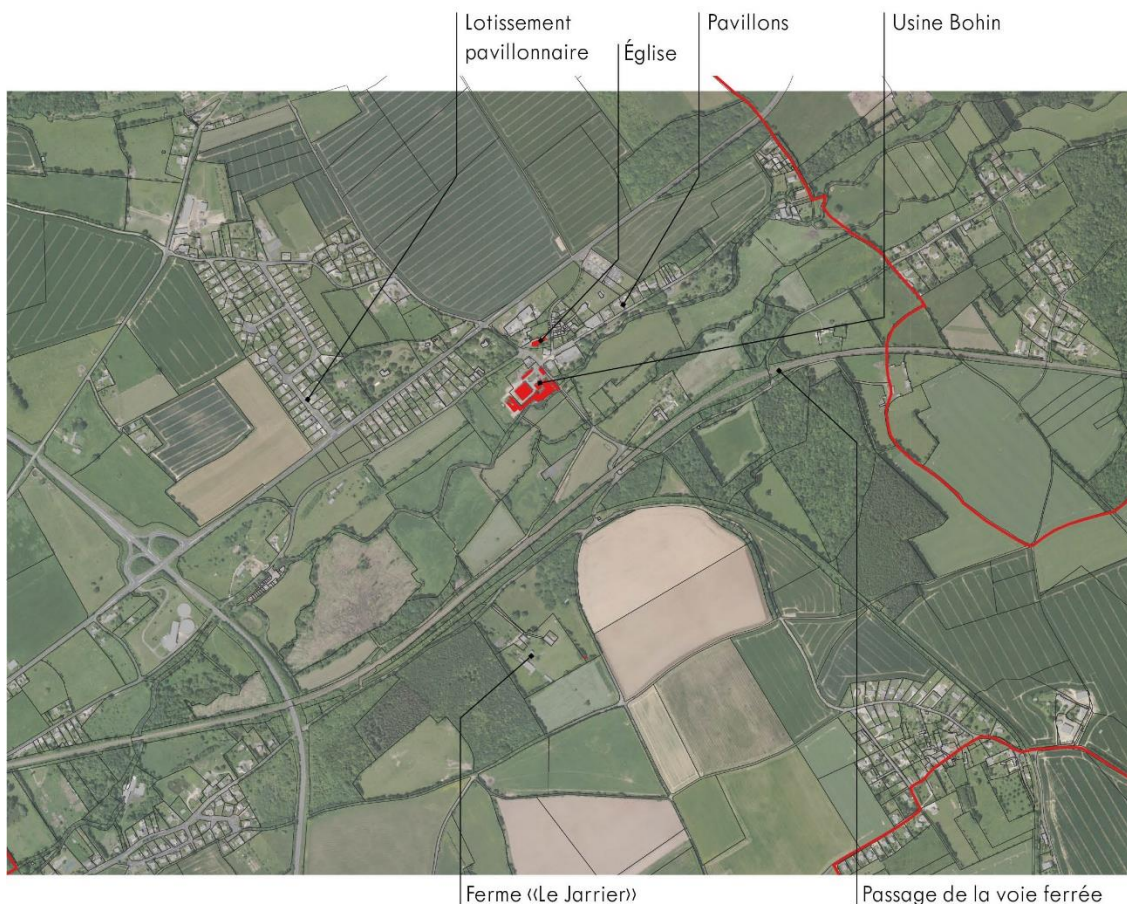 Lotissement
pavillonnaire
Église
Pavillons
Usine Bohin
Ferme «Le Jarrier»
Passage de la voie ferrée